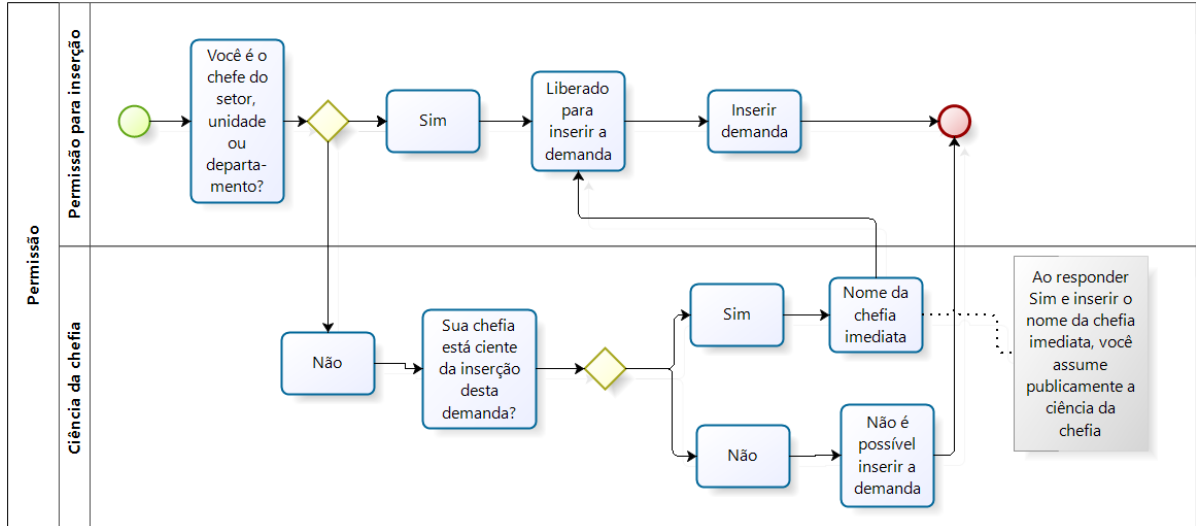 Permissão
Permissão para inserção
Você é o
chefe do
setor,
unidade
ou
departa-
mento?
Sim
Liberado
para
inserir a
demanda
Inserir
demanda
Ciência da chefia
Não
Sua chefia
está ciente
da inserção
desta
demanda?
Sim
Nome da
chefia
imediata
Não
Não é
possível
inserir a
demanda
Ao responder
Sim e inserir o
nome da chefia
imediata, você
assume
publicamente a
ciência da
chefia